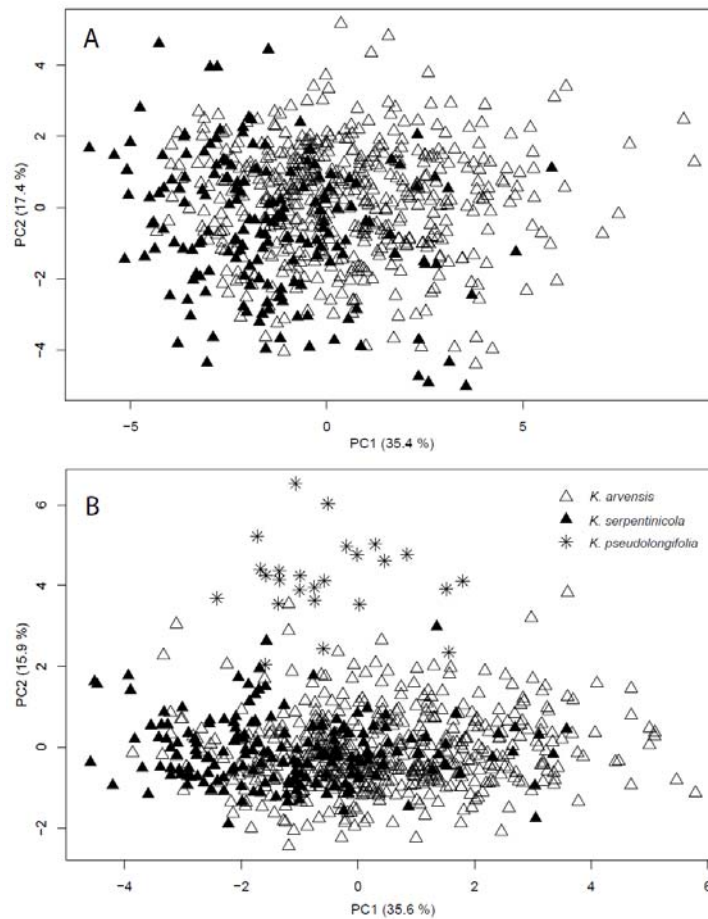 A
4
2
0
−2
−4
PC2 (17.4 %)
−5 0 5
PC1 (35.4 %)
B
K. arvensis
K. serpentinicola
K. pseudolongifolia
6
4
2
0
−2
PC2 (15.9 %)
−4 −2 0 2 4 6
PC1 (35.6 %)